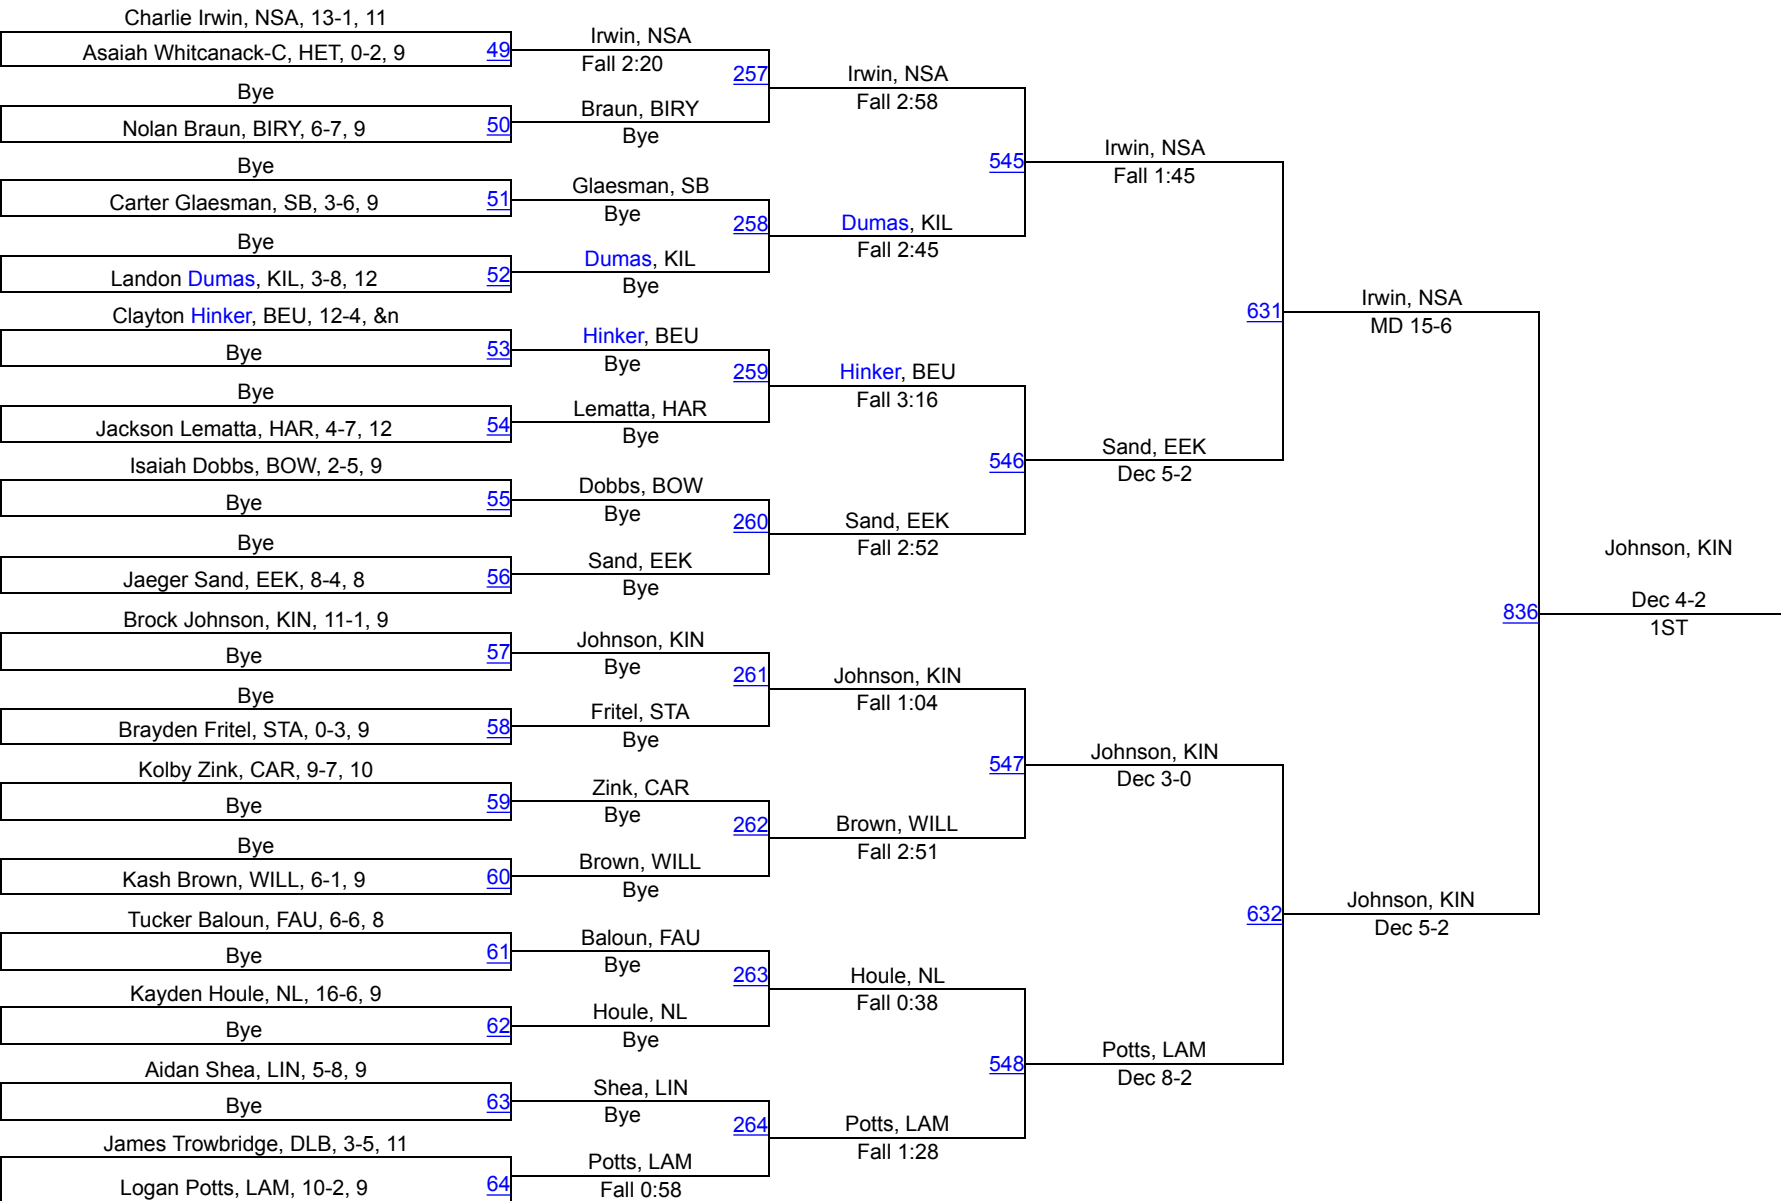 Charlie Irwin, NSA, 13-1, 11
Asaiah Whitcanack-C, HET, 0-2, 9
49
Bye
Nolan Braun, BIRY, 6-7, 9
50
Bye
Carter Glaesman, SB, 3-6, 9
51
Bye
Landon Dumas, KIL, 3-8, 12
52
Clayton Hinker, BEU, 12-4, &n
Bye
53
Bye
Jackson Lematta, HAR, 4-7, 12
54
Isaiah Dobbs, BOW, 2-5, 9
Bye
55
Bye
Jaeger Sand, EEK, 8-4, 8
56
Brock Johnson, KIN, 11-1, 9
Bye
57
Bye
Brayden Fritel, STA, 0-3, 9
58
Kolby Zink, CAR, 9-7, 10
Bye
59
Bye
Kash Brown, WILL, 6-1, 9
60
Tucker Baloun, FAU, 6-6, 8
Bye
61
Kayden Houle, NL, 16-6, 9
Bye
62
Aidan Shea, LIN, 5-8, 9
Bye
63
James Trowbridge, DLB, 3-5, 11
Logan Potts, LAM, 10-2, 9
64
Irwin, NSA
Fall 2:20
257
Braun, BIRY
Bye
Glaesman, SB
Bye
258
Dumas, KIL
Bye
Hinker, BEU
Bye
259
Lematta, HAR
Bye
Dobbs, BOW
Bye
260
Sand, EEK
Bye
Johnson, KIN
Bye
261
Fritel, STA
Bye
Zink, CAR
Bye
262
Brown, WILL
Bye
Baloun, FAU
Bye
263
Houle, NL
Bye
Shea, LIN
Bye
264
Potts, LAM
Fall 0:58
Irwin, NSA
Fall 2:58
545
Dumas, KIL
Fall 2:45
Hinker, BEU
Fall 3:16
546
Sand, EEK
Fall 2:52
Johnson, KIN
Fall 1:04
547
Brown, WILL
Fall 2:51
Houle, NL
Fall 0:38
548
Potts, LAM
Fall 1:28
Irwin, NSA
Fall 1:45
631
Sand, EEK
Dec 5-2
Johnson, KIN
Dec 3-0
632
Potts, LAM
Dec 8-2
Irwin, NSA
MD 15-6
836
Johnson, KIN
Dec 5-2
Johnson, KIN
Dec 4-2
1ST